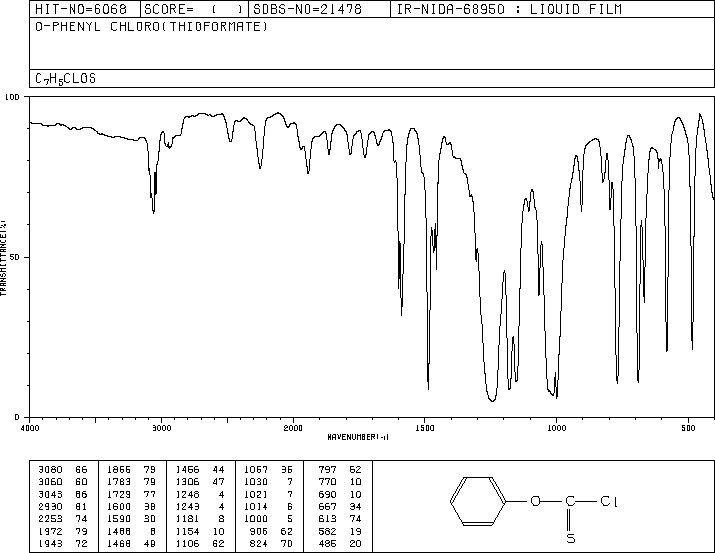 HIT-NO=6068 SCORE= ( ) SDBS-NO=21478 IR-NIDA-68950 : LIQUID FILM
O-PHENYL CHLORO(THIOFORMATE)
C7H5CLOS
100
50
0
TRANSMITTANCE(%)
4000 3000 2000 1500 1000 500
WAVENUMBER(-1)
3080 66 1866 79 1456 44 1067 36 797 62
3060 60 1783 79 1306 47 1030 7 770 10
3043 66 1729 77 1248 4 1021 7 690 10
2930 81 1600 38 1243 4 1014 6 667 34
2253 74 1590 30 1181 8 1000 5 613 74
1972 79 1488 8 1154 10 906 62 582 19
1943 72 1468 49 1106 62 824 70 486 20
O C Cl
S